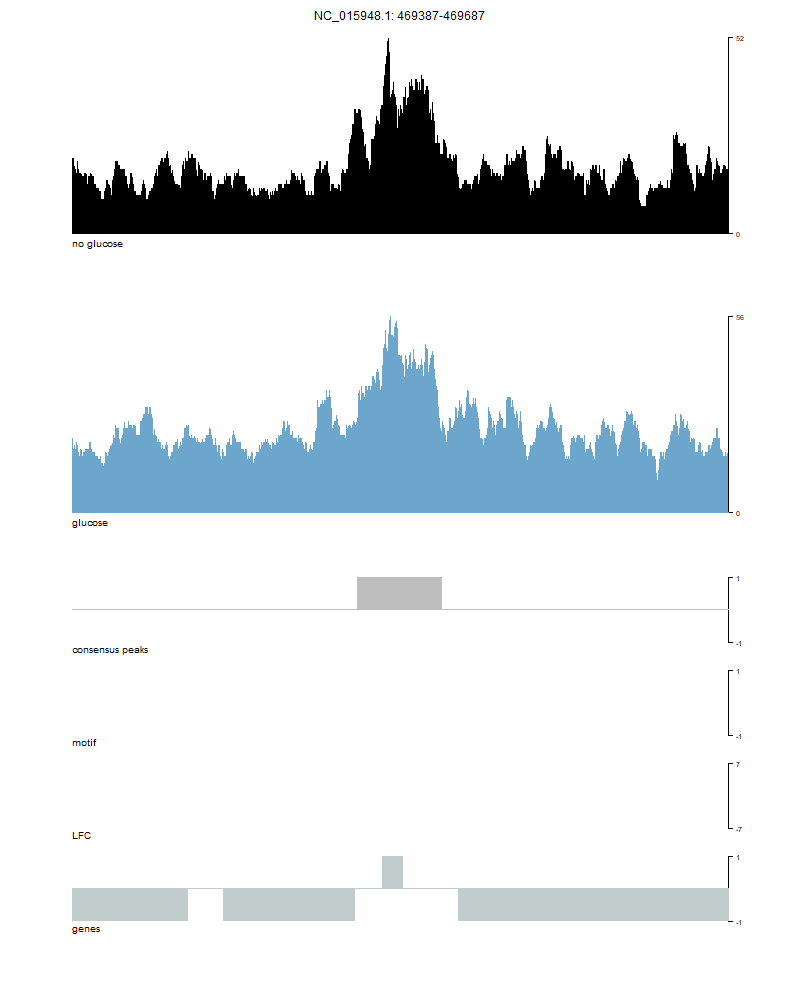 NC_015948.1: 469387-469687
52
0
no glucose
56
0
glucose
1
-1
consensus peaks
1
-1
motif
7
-7
LFC
1
-1
genes